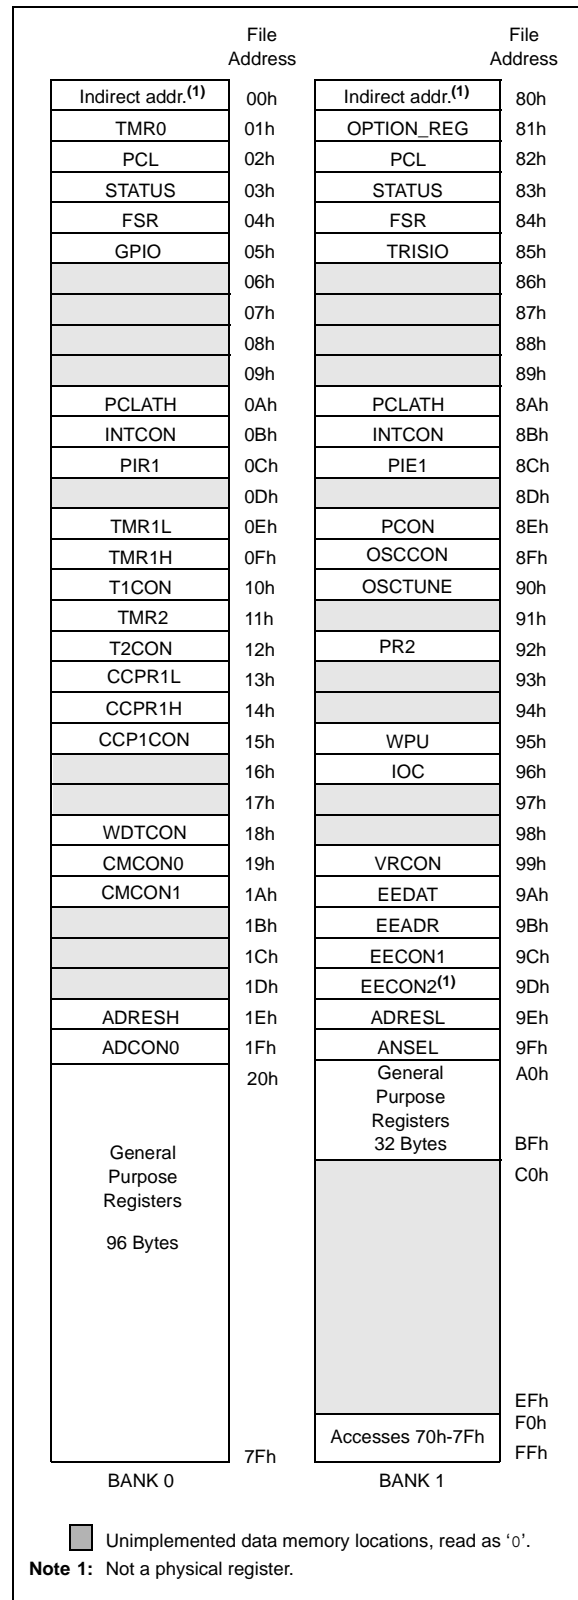 File Address File Address
Indirect addr.(1) 00h Indirect addr.(1) 80h
TMR0 01h OPTION_REG 81h
PCL 02h PCL 82h
STATUS 03h STATUS 83h
FSR 04h FSR 84h
GPIO 05h TRISIO 85h
06h 86h
07h 87h
08h 88h
09h 89h
PCLATH 0Ah PCLATH 8Ah
INTCON 0Bh INTCON 8Bh
PIR1 0Ch PIE1 8Ch
0Dh 8Dh
TMR1L 0Eh PCON 8Eh
TMR1H 0Fh OSCCON 8Fh
T1CON 10h OSCTUNE 90h
TMR2 11h 91h
T2CON 12h PR2 92h
CCPR1L 13h 93h
CCPR1H 14h 94h
CCP1CON 15h WPU 95h
16h IOC 96h
17h 97h
WDTCON 18h 98h
CMCON0 19h VRCON 99h
CMCON1 1Ah EEDAT 9Ah
1Bh EEADR 9Bh
1Ch EECON1 9Ch
1Dh EECON2(1) 9Dh
ADRESH 1Eh ADRESL 9Eh
ADCON0 1Fh ANSEL 9Fh
20h General A0h
Purpose
Registers
32 Bytes BFh
General C0h
Purpose
Registers
96 Bytes
EFh
F0h
Accesses 70h-7Fh
7Fh FFh
BANK 0 BANK 1
Unimplemented data memory locations, read as ‘0’.
Note 1: Not a physical register.